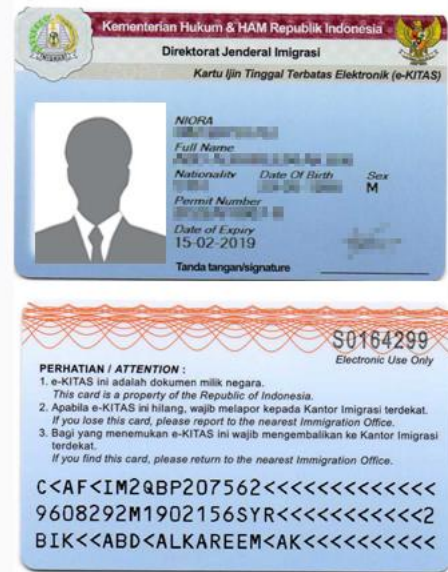 Kementerian Hukum & HAM Republik Indonesia
Direktorat Jenderal Imigrasi
Kartu Ijin Tinggal Terbatas Elektronik (e-KITAS)
NIORA
Full Name
Nationality Date Of Birth Sex
M
Permit Number
Date of Expiry
15-02-2019
Tanda tangan/signature
S0164299
Electronic Use Only
PERHATIAN / ATTENTION :
1. e-KITAS ini adalah dokumen milik negara.
This card is a property of the Republic of Indonesia.
2. Apabila e-KITAS ini hilang, wajib melapor kepada Kantor Imigrasi terdekat.
If you lose this card, please report to the nearest Immigration Office.
3. Bagi yang menemukan e-KITAS ini wajib mengembalikan ke Kantor Imigrasi
terdekat.
If you find this card, please return to the nearest Immigration Office.
C<AF<IM2QBP207562<<<<<<<<<<<<<
9608292M1902156SYR<<<<<<<<<<<2
BIK<<ABD<ALKAREEM<AK<<<<<<<<<<